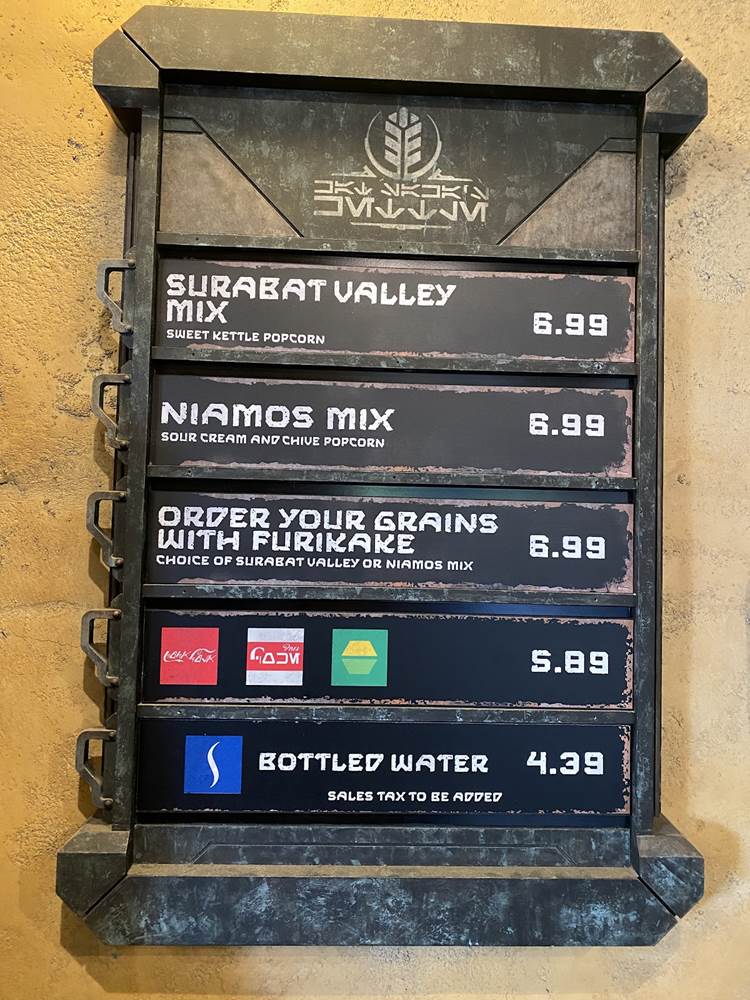 SURABAT VALLEY
MIX
6.99
SWEET KETTLE POPCORN
NIAMOS MIX
6.99
SOUR CREAM AND CHIVE POPCORN
ORDER YOUR GRAINS
WITH FURIKAKE
6.99
CHOICE OF SURABAT VALLEY OR NIAMOS MIX
5.89
BOTTLED WATER
4.39
SALES TAX TO BE ADDED